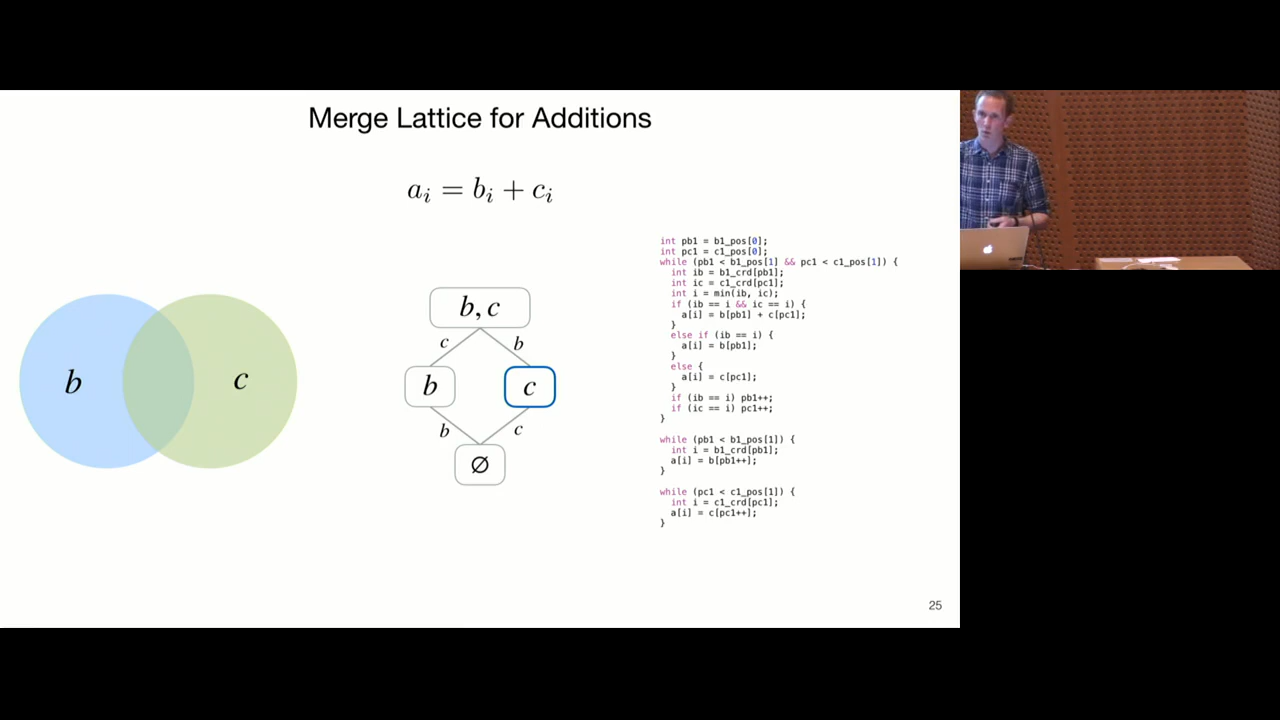 Merge Lattice for Additions
a_i = b_i + c_i
b
c
b, c
c
b
b
c
b
c
∅
int pb1 = b1_pos[0];
int pc1 = c1_pos[0];
while (pb1 < b1_pos[1] && pc1 < c1_pos[1]) {
  int ib = b1_crd[pb1];
  int ic = c1_crd[pc1];
  int i = min(ib, ic);
  if (ib == i && ic == i) {
    a[i] = b[pb1] + c[pc1];
  }
  else if (ib == i) {
    a[i] = b[pb1];
  }
  else {
    a[i] = c[pc1];
  }
  if (ib == i) pb1++;
  if (ic == i) pc1++;
}
while (pb1 < b1_pos[1]) {
  int i = b1_crd[pb1];
  a[i] = b[pb1++];
}
while (pc1 < c1_pos[1]) {
  int i = c1_crd[pc1];
  a[i] = c[pc1++];
}
25